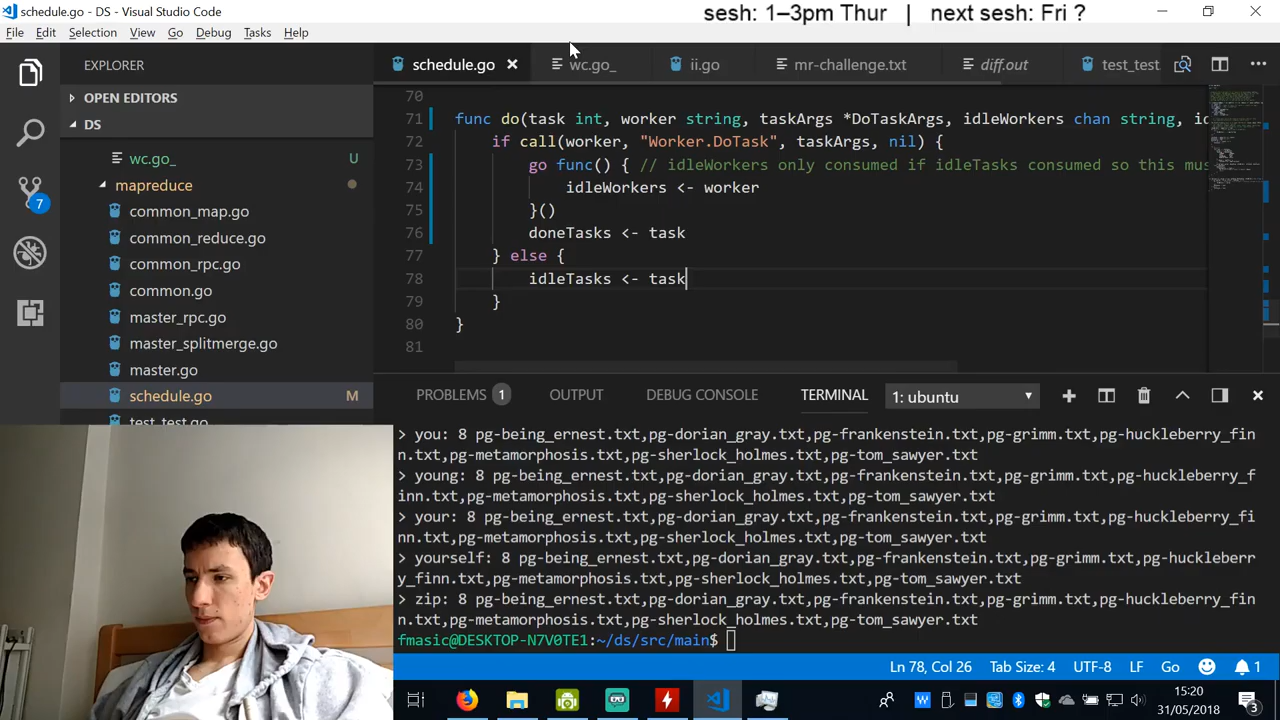 schedule.go - DS - Visual Studio Code
sesh: 1–3pm Thur | next sesh: Fri ?
File Edit Selection View Go Debug Tasks Help
EXPLORER
schedule.go
wc.go_
ii.go
mr-challenge.txt
diff.out
test_test
OPEN EDITORS
DS
wc.go_ U
mapreduce
common_map.go
common_reduce.go
common_rpc.go
common.go
master_rpc.go
master_splitmerge.go
master.go
schedule.go M
test_test.go
7
70
71 func do(task int, worker string, taskArgs *DoTaskArgs, idleWorkers chan string, id
72 if call(worker, "Worker.DoTask", taskArgs, nil) {
73 go func() { // idleWorkers only consumed if idleTasks consumed so this mus
74 idleWorkers <- worker
75 }()
76 doneTasks <- task
77 } else {
78 idleTasks <- task
79 }
80 }
81
PROBLEMS 1 OUTPUT DEBUG CONSOLE TERMINAL 1: ubuntu
> you: 8 pg-being_ernest.txt,pg-dorian_gray.txt,pg-frankenstein.txt,pg-grimm.txt,pg-huckleberry_fin
n.txt,pg-metamorphosis.txt,pg-sherlock_holmes.txt,pg-tom_sawyer.txt
> young: 8 pg-being_ernest.txt,pg-dorian_gray.txt,pg-frankenstein.txt,pg-grimm.txt,pg-huckleberry_f
inn.txt,pg-metamorphosis.txt,pg-sherlock_holmes.txt,pg-tom_sawyer.txt
> your: 8 pg-being_ernest.txt,pg-dorian_gray.txt,pg-frankenstein.txt,pg-grimm.txt,pg-huckleberry_fi
nn.txt,pg-metamorphosis.txt,pg-sherlock_holmes.txt,pg-tom_sawyer.txt
> yourself: 8 pg-being_ernest.txt,pg-dorian_gray.txt,pg-frankenstein.txt,pg-grimm.txt,pg-huckleberr
y_finn.txt,pg-metamorphosis.txt,pg-sherlock_holmes.txt,pg-tom_sawyer.txt
> zip: 8 pg-being_ernest.txt,pg-dorian_gray.txt,pg-frankenstein.txt,pg-grimm.txt,pg-huckleberry_fin
n.txt,pg-metamorphosis.txt,pg-sherlock_holmes.txt,pg-tom_sawyer.txt
fmasic@DESKTOP-N7V0TE1:~/ds/src/main$
Ln 78, Col 26 Tab Size: 4 UTF-8 LF Go 1
15:20
31/05/2018
3